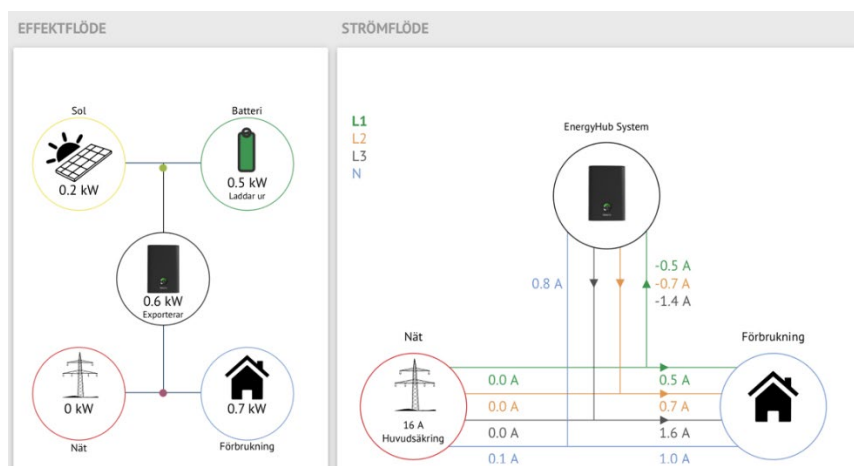 EFFEKTFLÖDE
Sol
0.2 kW
Batteri
0.5 kW
Laddar ur
0.6 kW
Exporterar
0 kW
Nät
0.7 kW
Förbrukning
STRÖMFLÖDE
L1
L2
L3
N
EnergyHub System
0.8 A
-0.5 A
-0.7 A
-1.4 A
Nät
Förbrukning
16 A
Huvudsäkring
0.0 A
0.5 A
0.0 A
0.7 A
0.0 A
1.6 A
0.1 A
1.0 A